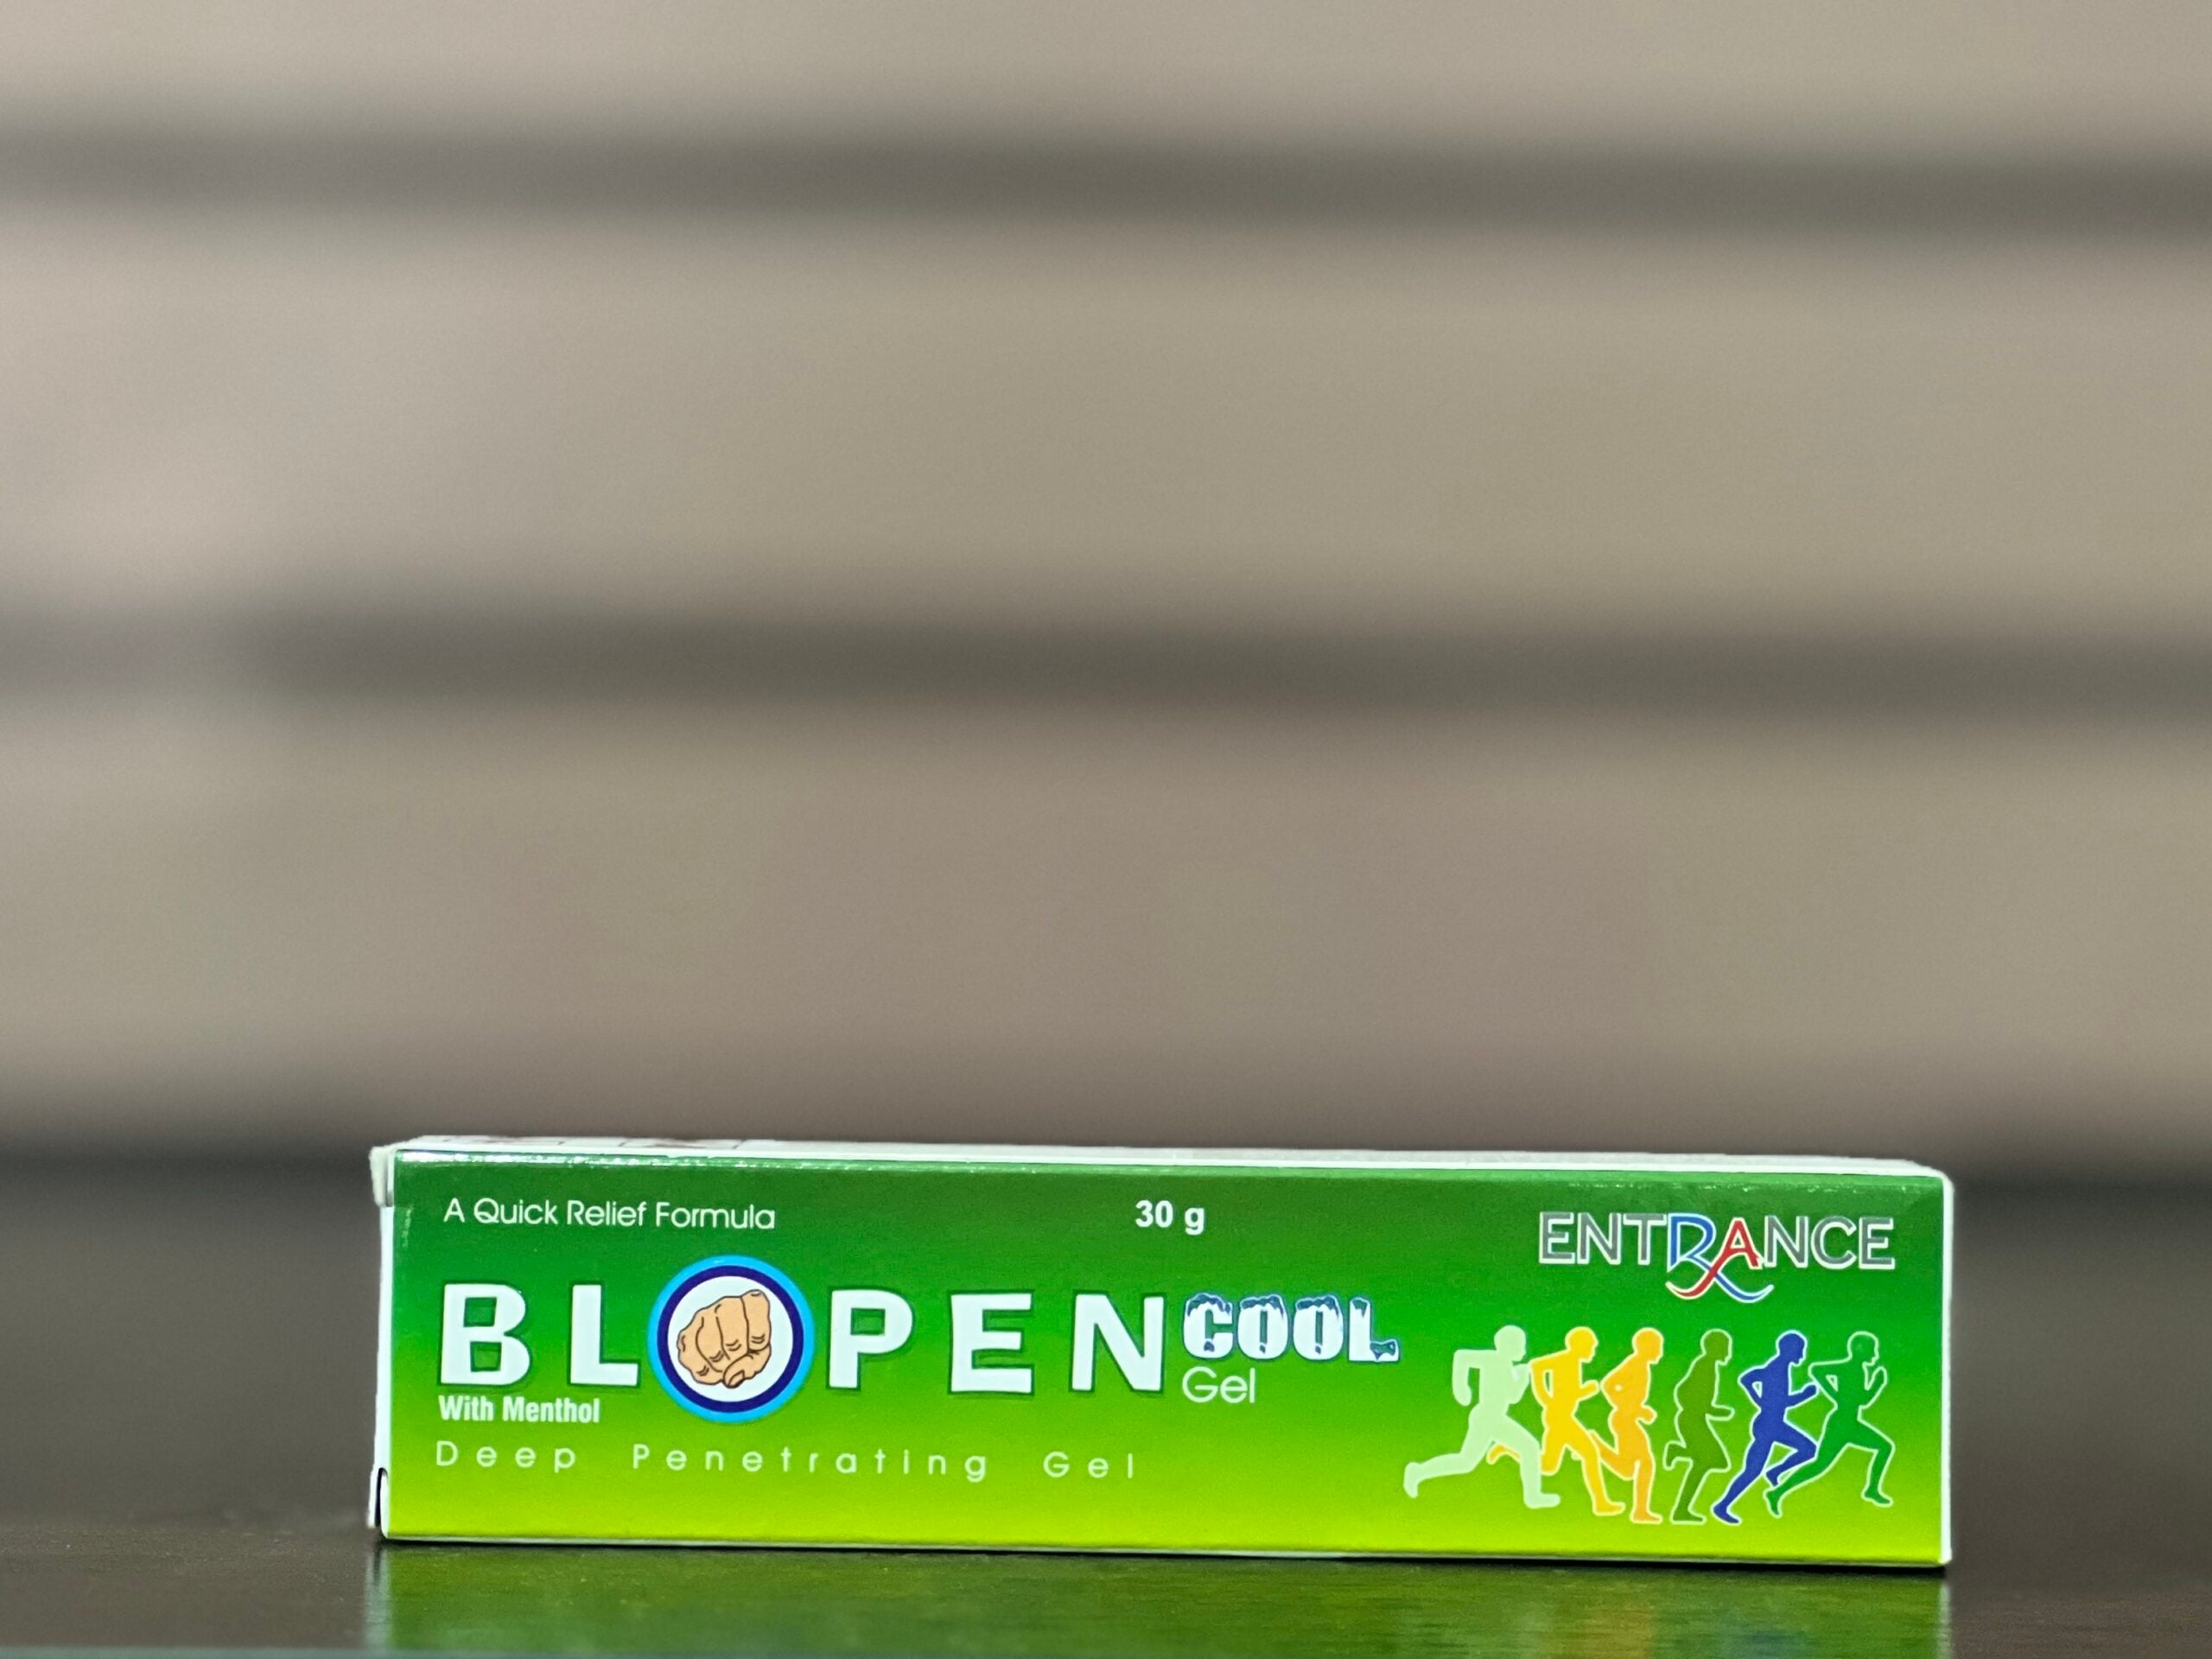 A Quick Relief Formula
30 g
ENTRANCE
BLOPEN COOL
Gel
With Menthol
Deep Penetrating Gel